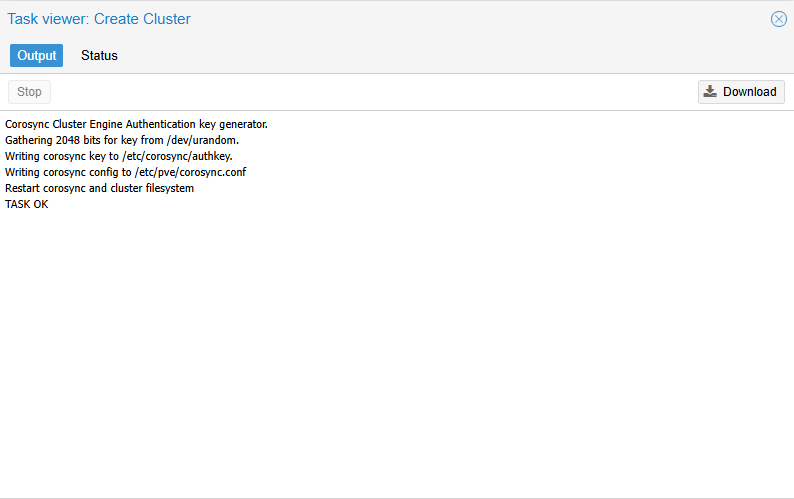 Task viewer: Create Cluster
Output Status
Stop Download
Corosync Cluster Engine Authentication key generator.
Gathering 2048 bits for key from /dev/urandom.
Writing corosync key to /etc/corosync/authkey.
Writing corosync config to /etc/pve/corosync.conf
Restart corosync and cluster filesystem
TASK OK